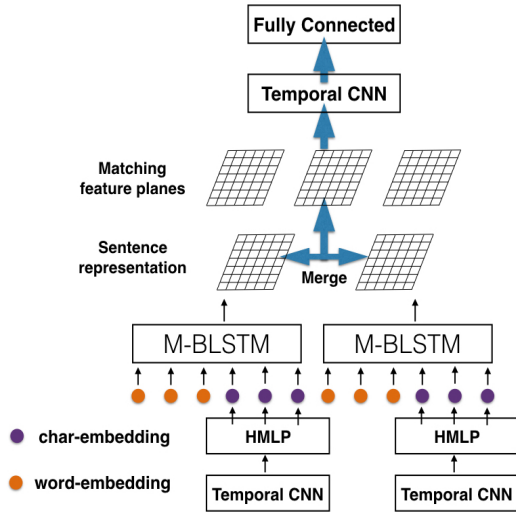 Fully Connected
Temporal CNN
Matching
feature planes
Sentence
representation
Merge
M-BLSTM
M-BLSTM
char-embedding
HMLP
HMLP
word-embedding
Temporal CNN
Temporal CNN